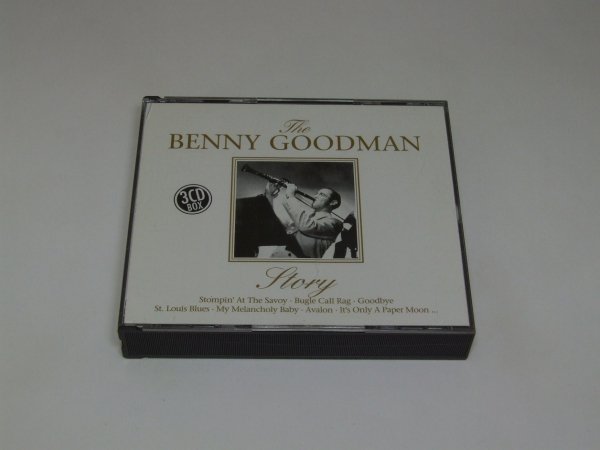 The
BENNY GOODMAN
3CD
BOX
Story
Stompin' At The Savoy · Bugle Call Rag · Goodbye
St. Louis Blues · My Melancholy Baby · Avalon · It's Only A Paper Moon ...